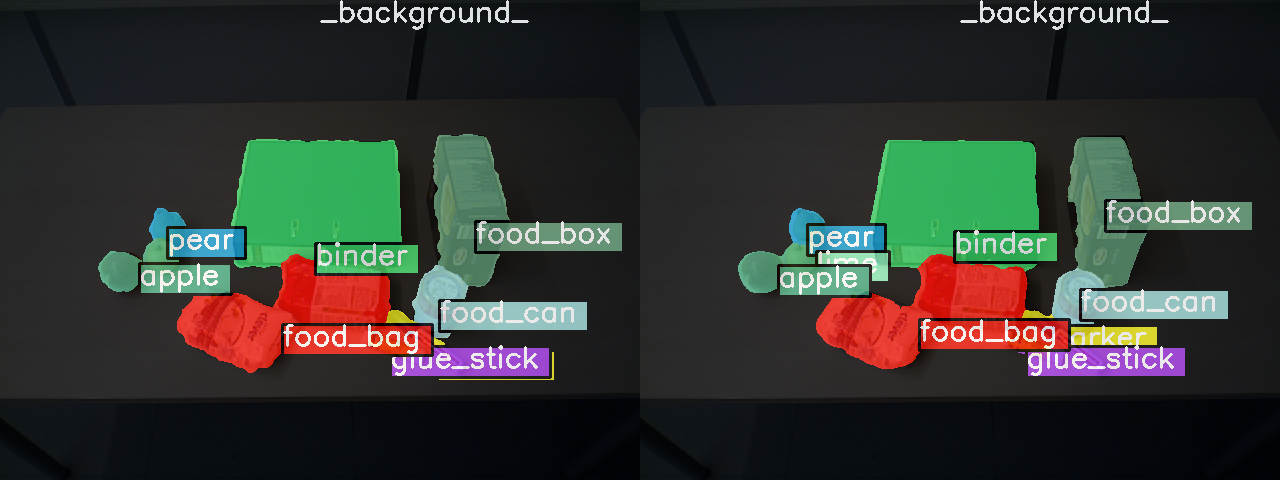 _background_
pear
apple
binder
food_box
food_can
food_bag
glue_stick
_background_
pear
lime
apple
binder
food_box
food_can
food_bag
arker
glue_stick